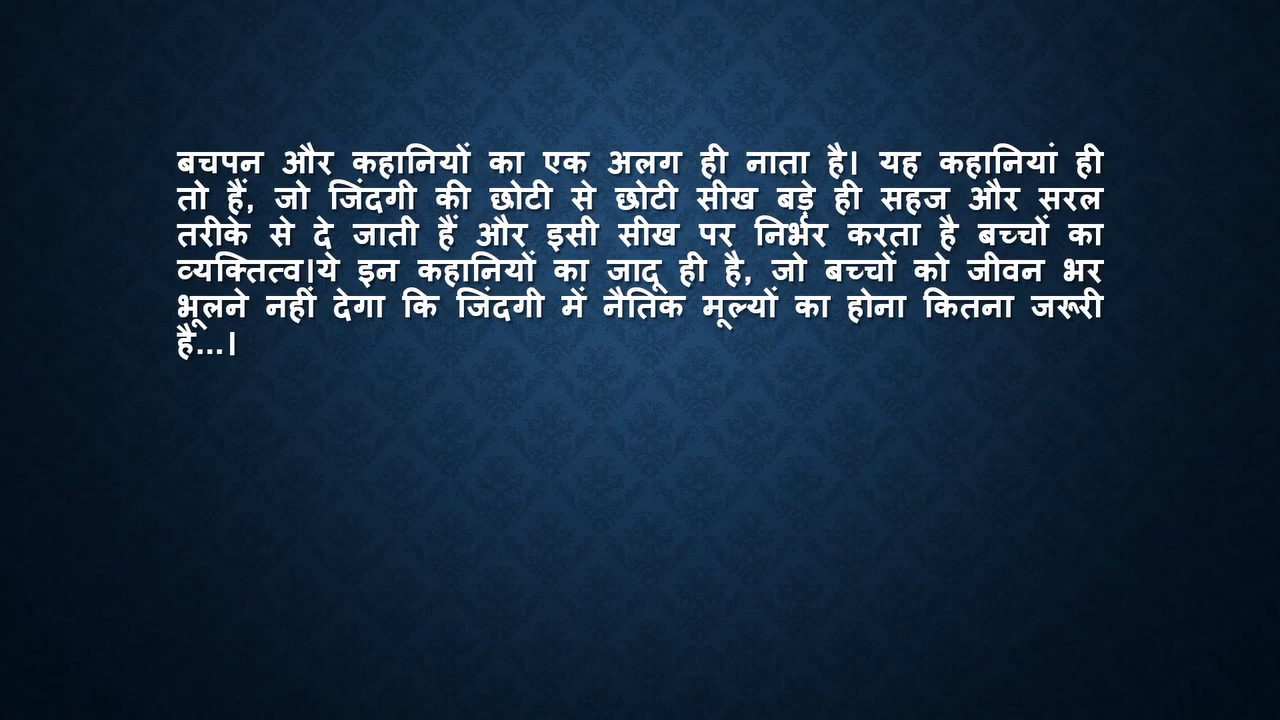 बचपन और कहानियों का एक अलग ही नाता है। यह कहानियां ही
तो हैं, जो जिंदगी की छोटी से छोटी सीख बड़े ही सहज और सरल
तरीके से दे जाती हैं और इसी सीख पर निर्भर करता है बच्चों का
व्यक्तित्व।ये इन कहानियों का जादू ही है, जो बच्चों को जीवन भर
भूलने नहीं देगा कि जिंदगी में नैतिक मूल्यों का होना कितना जरूरी
है...।